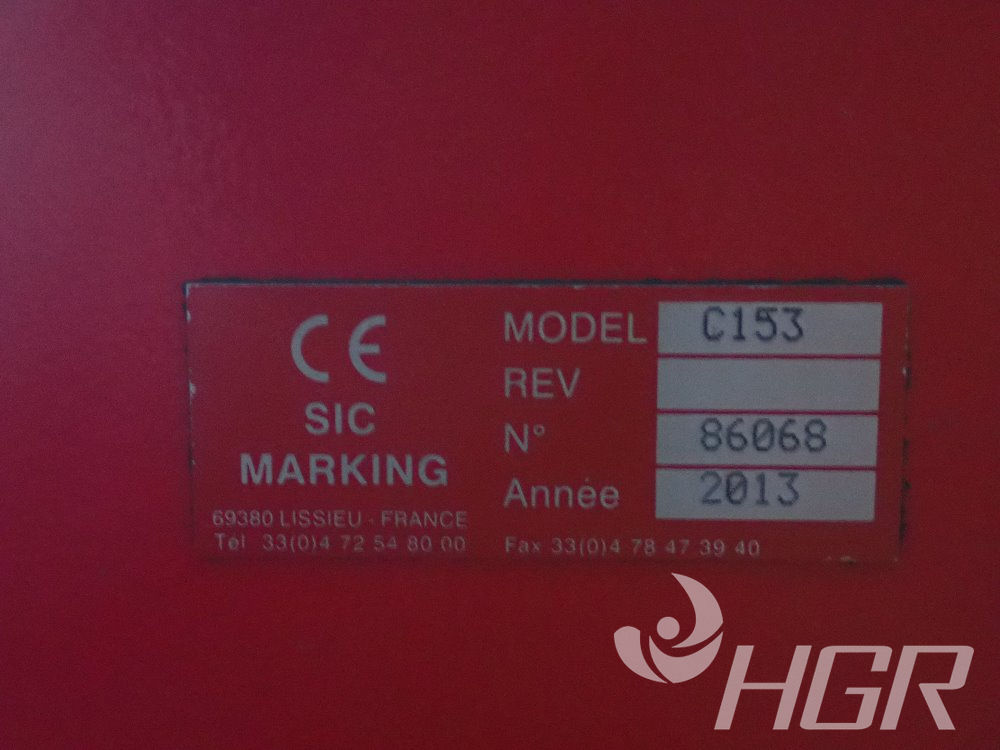 CE
SIC
MARKING
69380 LISSIEU - FRANCE
Tél 33(0)4 72 54 80 00
MODEL C153
REV
N° 86068
Année 2013
Fax 33(0)4 78 47 39 40
HGR